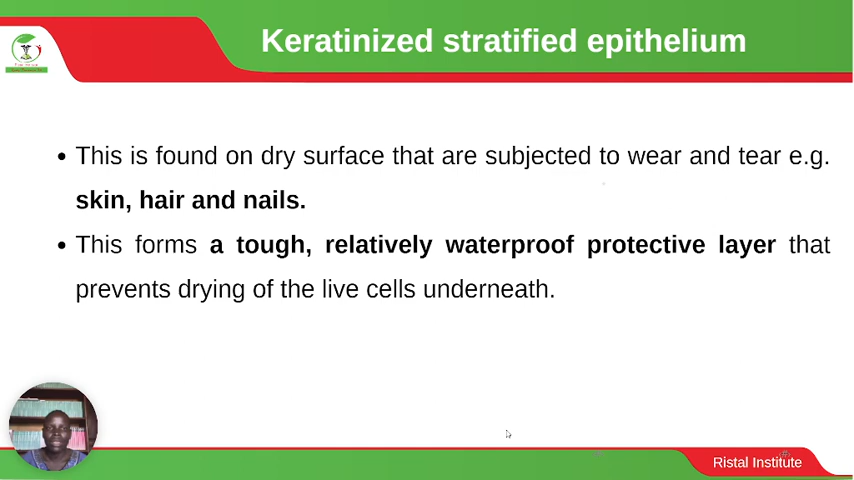 Keratinized stratified epithelium
• This is found on dry surface that are subjected to wear and tear e.g.
skin, hair and nails.
• This forms a tough, relatively waterproof protective layer that
prevents drying of the live cells underneath.
Ristal Institute